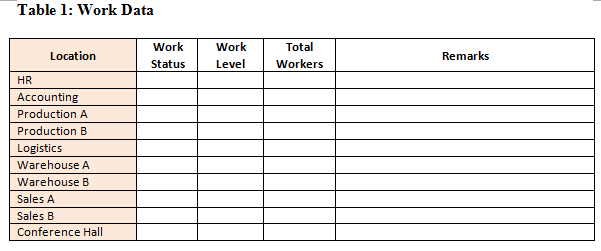 Table 1: Work Data
Location Work Status Work Level Total Workers Remarks
HR
Accounting
Production A
Production B
Logistics
Warehouse A
Warehouse B
Sales A
Sales B
Conference Hall